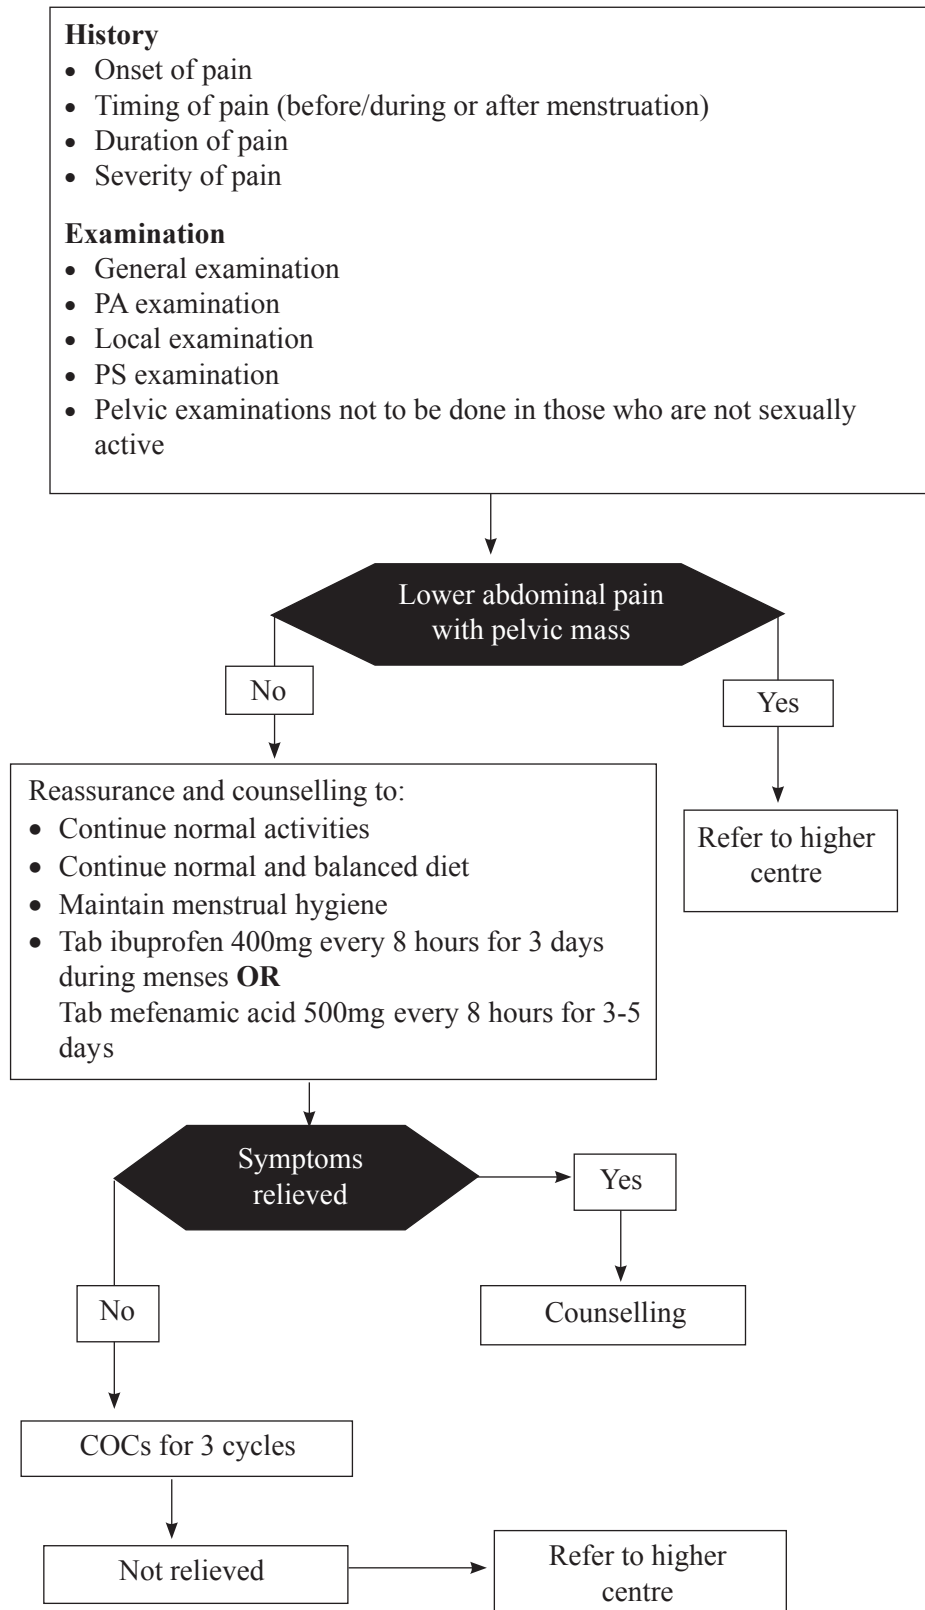 History
• Onset of pain
• Timing of pain (before/during or after menstruation)
• Duration of pain
• Severity of pain
Examination
• General examination
• PA examination
• Local examination
• PS examination
• Pelvic examinations not to be done in those who are not sexually
active
Lower abdominal pain
with pelvic mass
No
Yes
Reassurance and counselling to:
• Continue normal activities
• Continue normal and balanced diet
• Maintain menstrual hygiene
• Tab ibuprofen 400mg every 8 hours for 3 days
during menses OR
Tab mefenamic acid 500mg every 8 hours for 3-5
days
Refer to higher
centre
Symptoms
relieved
Yes
No
Counselling
COCs for 3 cycles
Not relieved
Refer to higher
centre